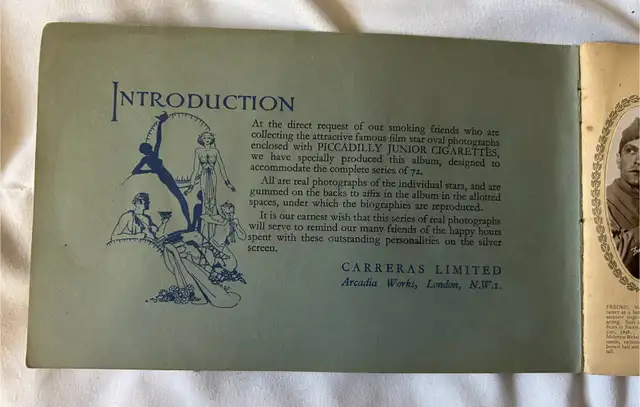 INTRODUCTION
At the direct request of our smoking friends who are
collecting the attractive famous film star oval photographs
enclosed with PICCADILLY JUNIOR CIGARETTES,
we have specially produced this album, designed to
accommodate the complete series of 72.
All are real photographs of the individual stars, and are
gummed on the backs to affix in the album in the allotted
spaces, under which the biographies are reproduced.
It is our earnest wish that this series of real photographs
will serve to remind our many friends of the happy hours
spent with these outstanding personalities on the silver
screen.
CARRERAS LIMITED
Arcadia Works, London, N.W.1.